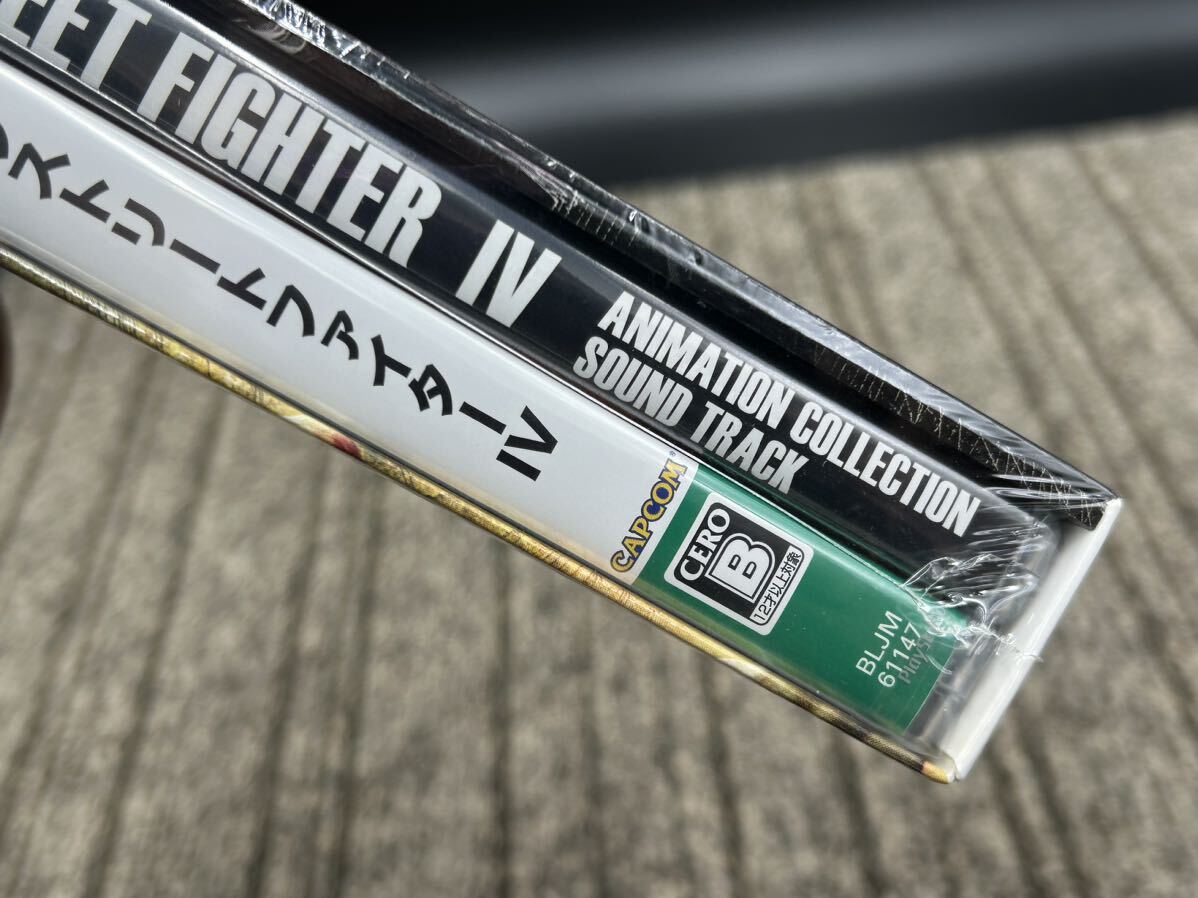 EET FIGHTER IV
ANIMATION COLLECTION
SOUND TRACK
ストリートファイターIV
CAPCOM
CERO
B
12才以上対象
BLJM
61147